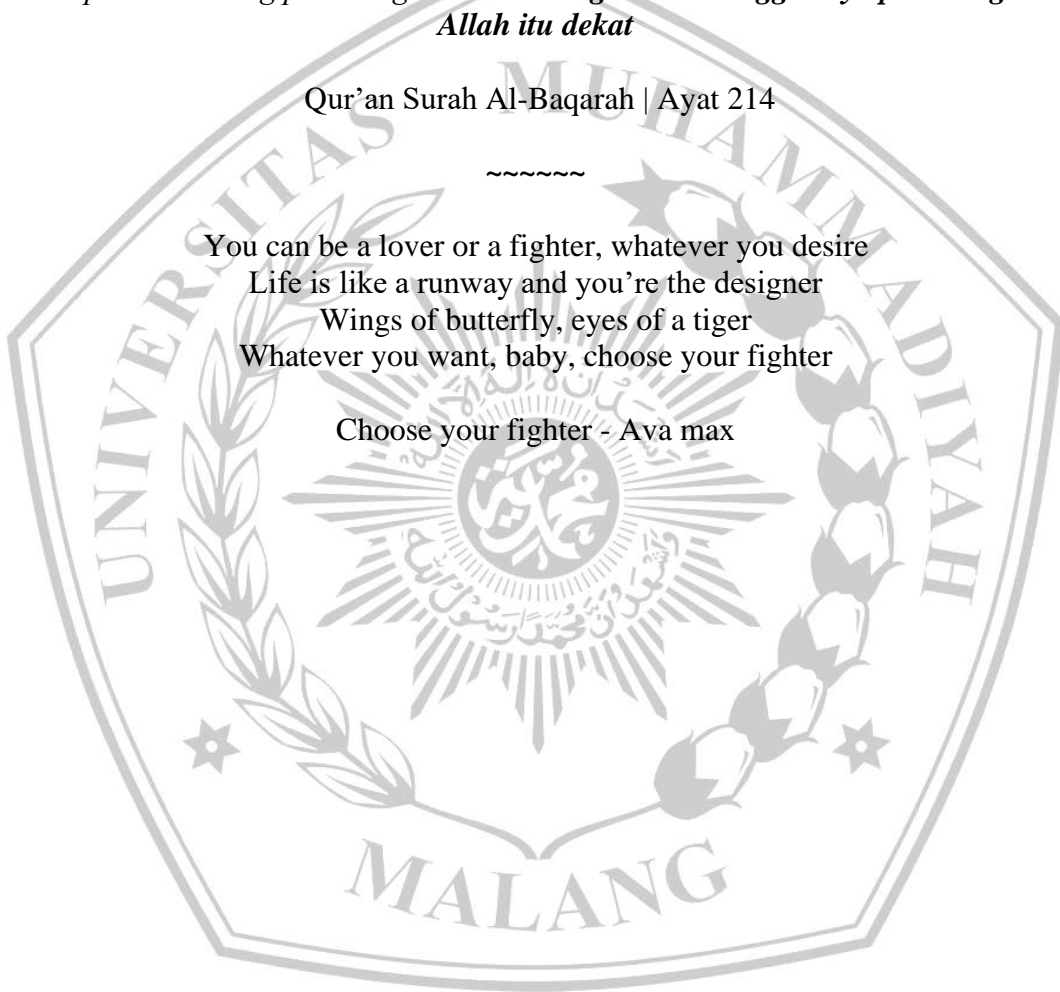 Allah itu dekat
Qur’an Surah Al-Baqarah | Ayat 214
~~~~~~
You can be a lover or a fighter, whatever you desire
Life is like a runway and you’re the designer
Wings of butterfly, eyes of a tiger
Whatever you want, baby, choose your fighter
Choose your fighter - Ava max
UNIVERSITAS MUHAMMADIYAH
MALANG